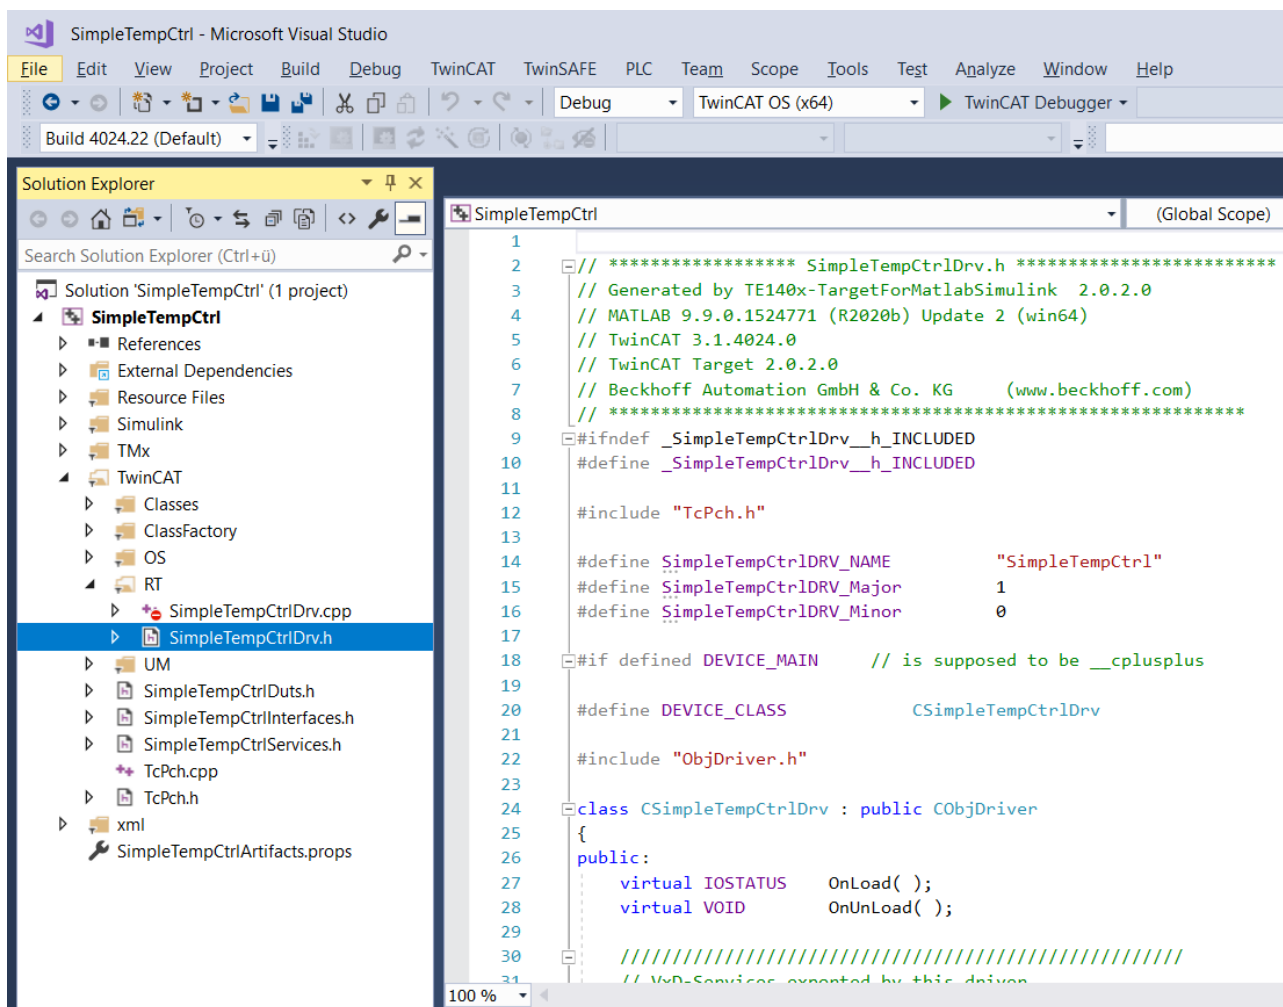 SimpleTempCtrl - Microsoft Visual Studio
File Edit View Project Build Debug TwinCAT TwinSAFE PLC Team Scope Tools Test Analyze Window Help
Debug TwinCAT OS (x64) TwinCAT Debugger
Build 4024.22 (Default)
Solution Explorer
Search Solution Explorer (Ctrl+ü)
Solution 'SimpleTempCtrl' (1 project)
SimpleTempCtrl
References
External Dependencies
Resource Files
Simulink
TMx
TwinCAT
Classes
ClassFactory
OS
RT
SimpleTempCtrlDrv.cpp
SimpleTempCtrlDrv.h
UM
SimpleTempCtrlDuts.h
SimpleTempCtrlInterfaces.h
SimpleTempCtrlServices.h
TcPch.cpp
TcPch.h
xml
SimpleTempCtrlArtifacts.props
SimpleTempCtrl (Global Scope)
1
2 // ****************** SimpleTempCtrlDrv.h *************************
3 // Generated by TE140x-TargetForMatlabSimulink  2.0.2.0
4 // MATLAB 9.9.0.1524771 (R2020b) Update 2 (win64)
5 // TwinCAT 3.1.4024.0
6 // TwinCAT Target 2.0.2.0
7 // Beckhoff Automation GmbH & Co. KG     (www.beckhoff.com)
8 // *************************************************************
9 #ifndef _SimpleTempCtrlDrv__h_INCLUDED
10 #define _SimpleTempCtrlDrv__h_INCLUDED
11
12 #include "TcPch.h"
13
14 #define SimpleTempCtrlDRV_NAME          "SimpleTempCtrl"
15 #define SimpleTempCtrlDRV_Major         1
16 #define SimpleTempCtrlDRV_Minor         0
17
18 #if defined DEVICE_MAIN     // is supposed to be __cplusplus
19
20 #define DEVICE_CLASS            CSimpleTempCtrlDrv
21
22 #include "ObjDriver.h"
23
24 class CSimpleTempCtrlDrv : public CObjDriver
25 {
26 public:
27     virtual IOSTATUS    OnLoad( );
28     virtual VOID        OnUnLoad( );
29
30     //////////////////////////////////////////////////////
31     // VxD-Services exported by this driver
100 %